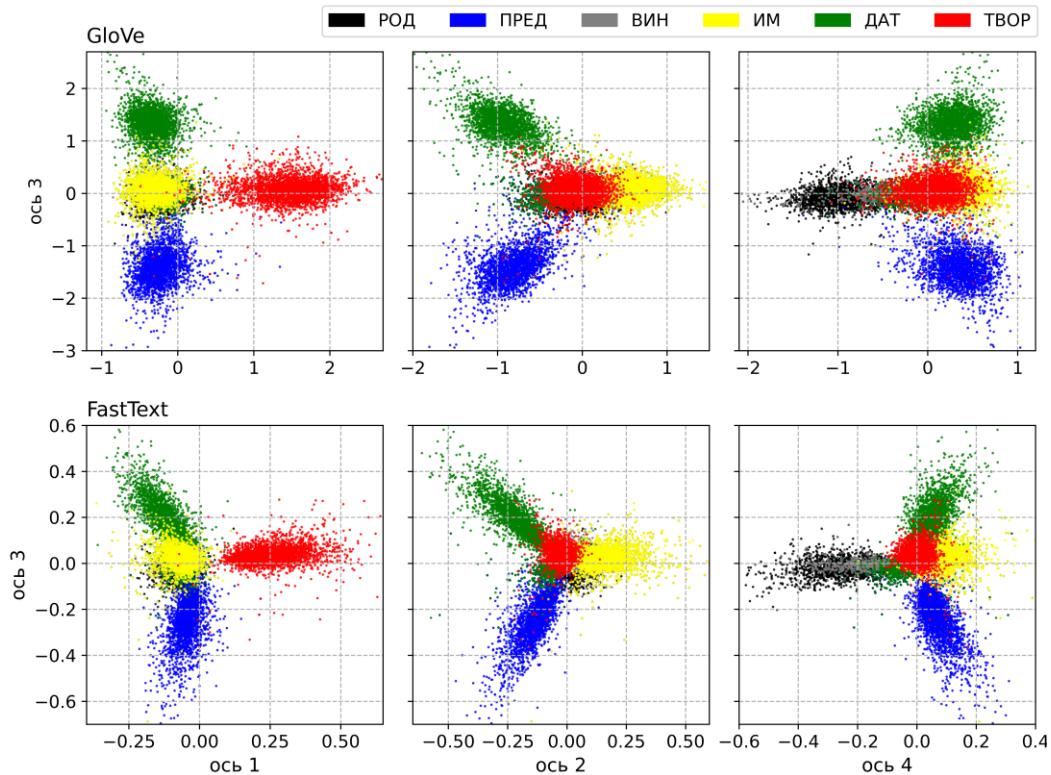 РОД ПРЕД ВИН ИМ ДАТ ТВОР
GloVe
ось 3
2
1
0
−1
−2
−3
−1 0 1 2
−2 −1 0 1
−2 −1 0 1
FastText
ось 3
0.6
0.4
0.2
0.0
−0.2
−0.4
−0.6
−0.25 0.00 0.25 0.50
−0.50 −0.25 0.00 0.25 0.50
−0.6 −0.4 −0.2 0.0 0.2 0.4
ось 1 ось 2 ось 4